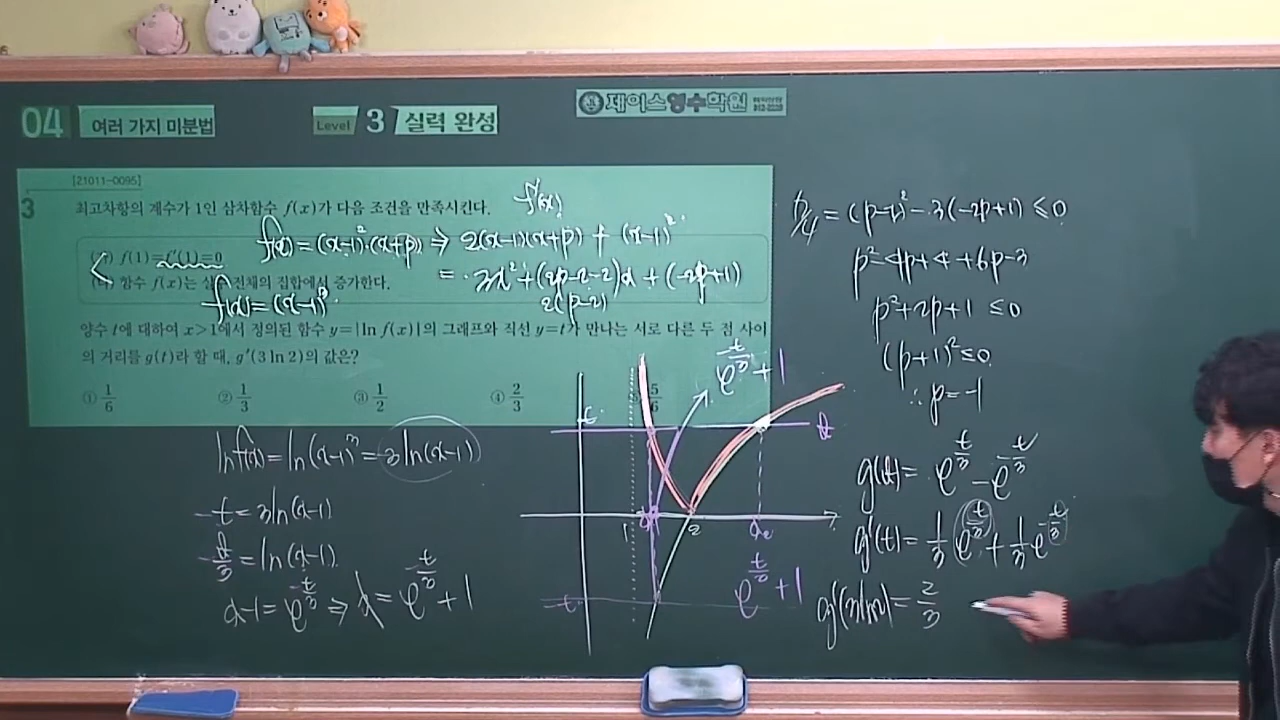 04 여러 가지 미분법
Level 3 실력 완성
제이스영수학원
[21011-0095]
3 최고차항의 계수가 1인 삼차함수 f(x)가 다음 조건을 만족시킨다.
f'(x)
f(x)=(x-1)²(x+p) ⇒ 2(x-1)(x+p) + (x-1)²
f(1)=f'(1)=0
= 3x²+(2p-2-2)x+(-2p+1)
함수 f(x)는 실수 전체의 집합에서 증가한다.
2(p-2)
f(x)=(x-1)³
양수 t에 대하여 x>1에서 정의된 함수 y=|ln f(x)|의 그래프와 직선 y=t가 만나는 서로 다른 두 점 사이
의 거리를 g(t)라 할 때, g'(3 ln 2)의 값은?
① 1/6 ② 1/3 ③ 1/2 ④ 2/3
ln f(x)=ln(x-1)³=3ln(x-1)
-t=3ln(x-1)
-t/3=ln(x-1)
x-1=e^(-t/3) ⇒ x=e^(-t/3)+1
e^(-t/3)+1
t
1 2
-t
e^(t/3)+1
D/4=(p-2)²-3(-2p+1)≤0
p²-4p+4+6p-3
p²+2p+1≤0
(p+1)²≤0
∴p=-1
g(t)=e^(t/3)-e^(-t/3)
g'(t)=1/3 e^(t/3)+1/3 e^(-t/3)
g'(3ln2)=2/3